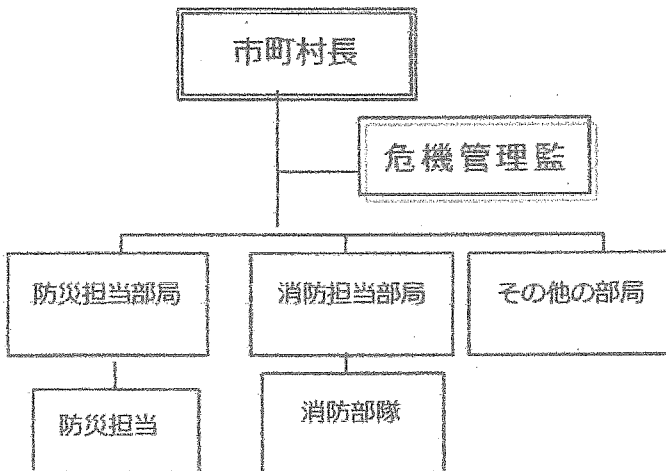 市町村長
危機管理監
防災担当部局
消防担当部局
その他の部局
防災担当
消防部隊